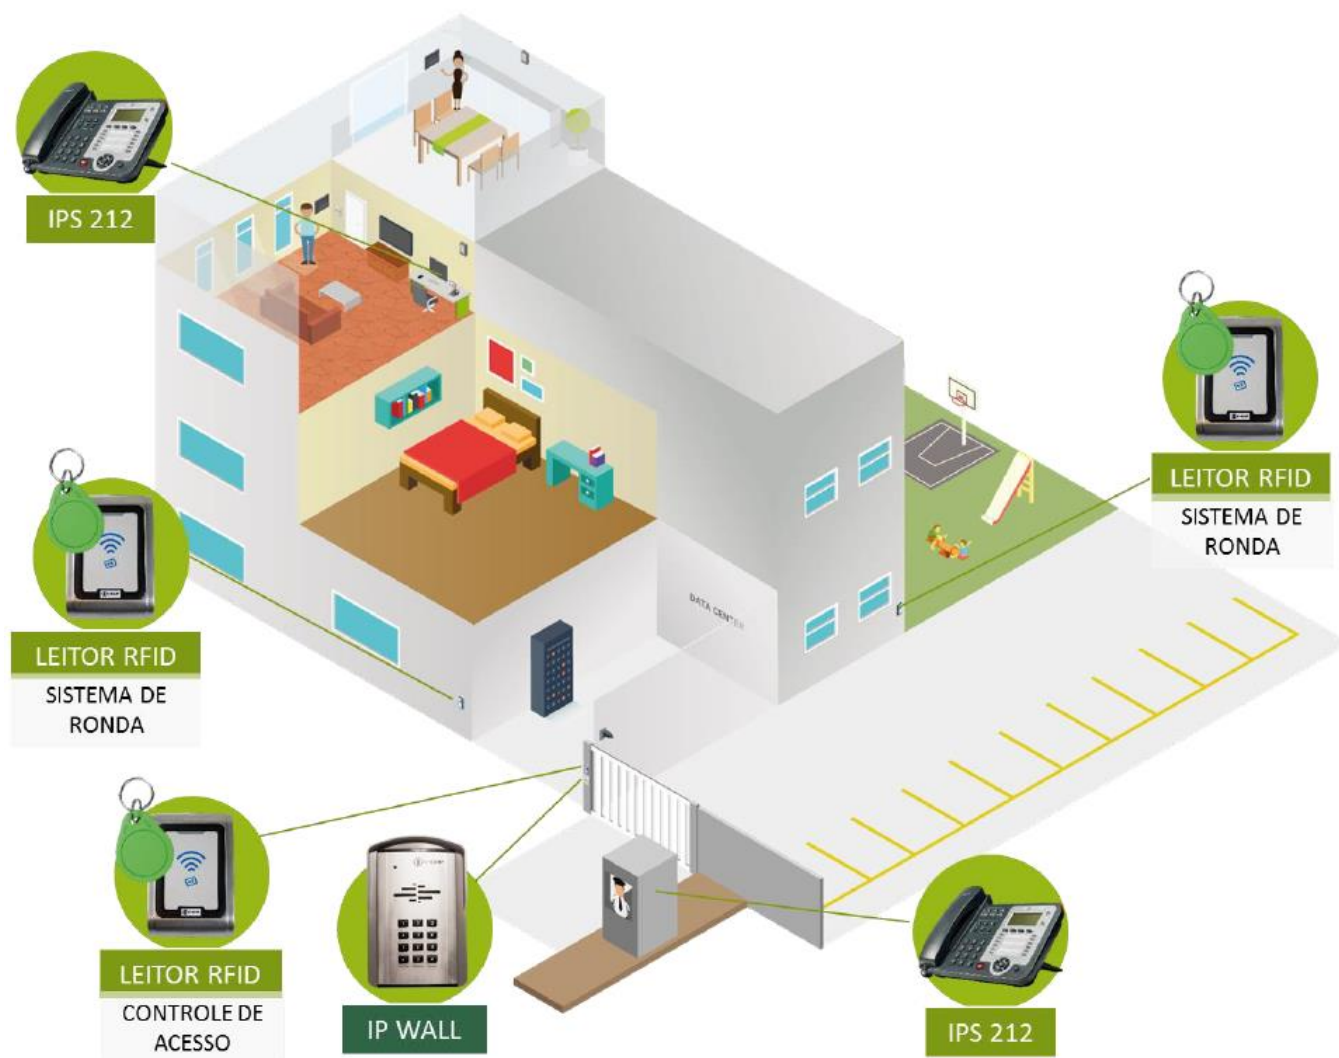 IPS 212
LEITOR RFID
SISTEMA DE
RONDA
DATA CENTER
LEITOR RFID
SISTEMA DE
RONDA
LEITOR RFID
CONTROLE DE
ACESSO
IP WALL
IPS 212